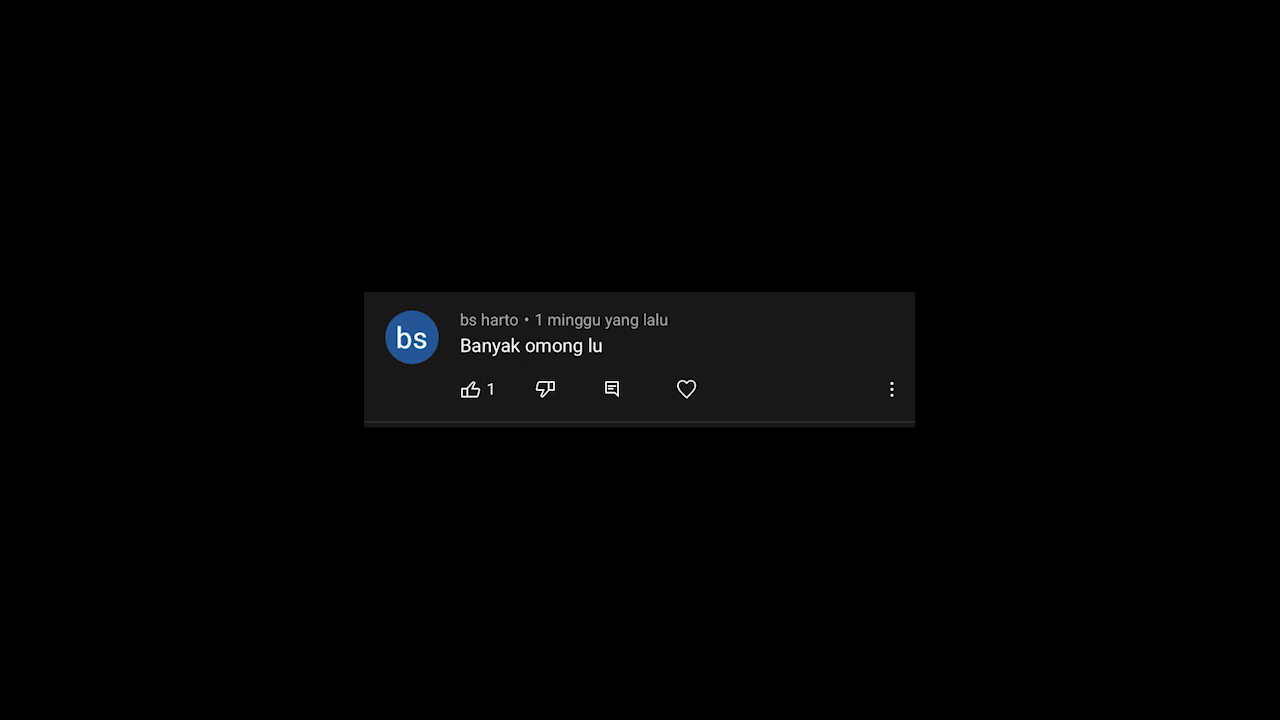 bs
bs harto • 1 minggu yang lalu
Banyak omong lu
1